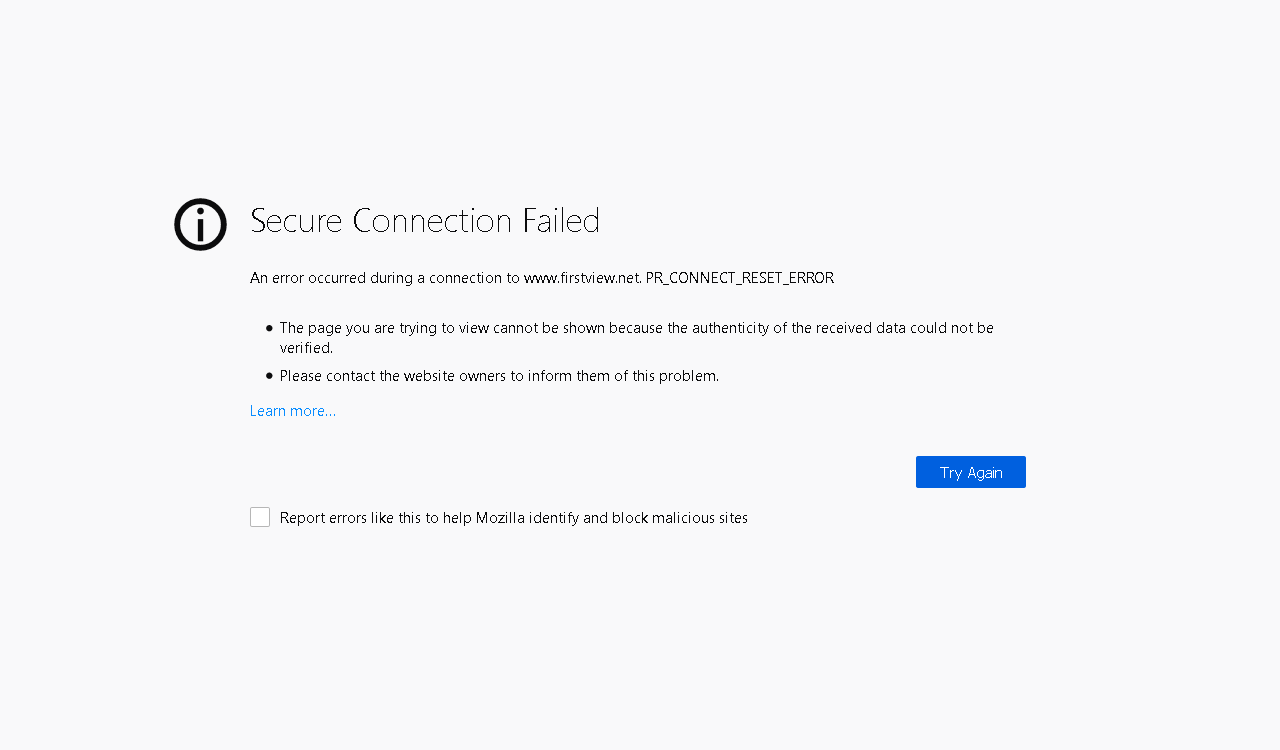 Secure Connection Failed
An error occurred during a connection to www.firstview.net. PR_CONNECT_RESET_ERROR
The page you are trying to view cannot be shown because the authenticity of the received data could not be
verified.
Please contact the website owners to inform them of this problem.
Learn more...
Try Again
Report errors like this to help Mozilla identify and block malicious sites